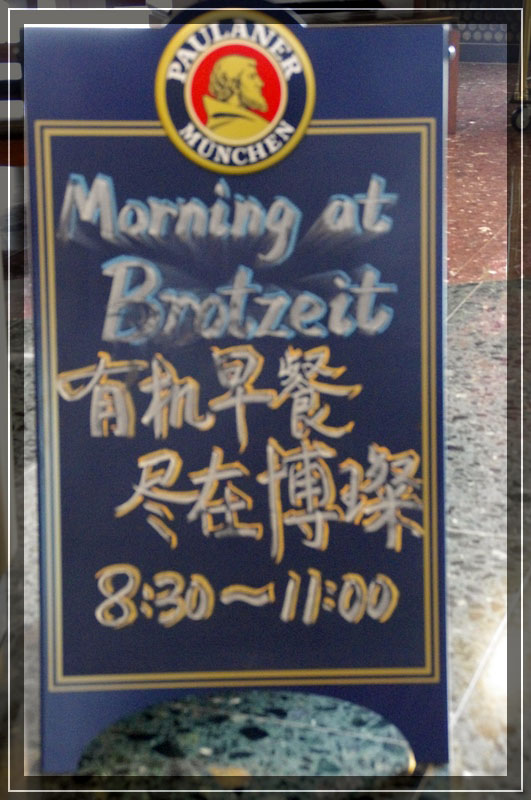 PAULANER
MÜNCHEN
Morning at
Brotzeit
有机早餐
尽在博璨
8:30～11:00